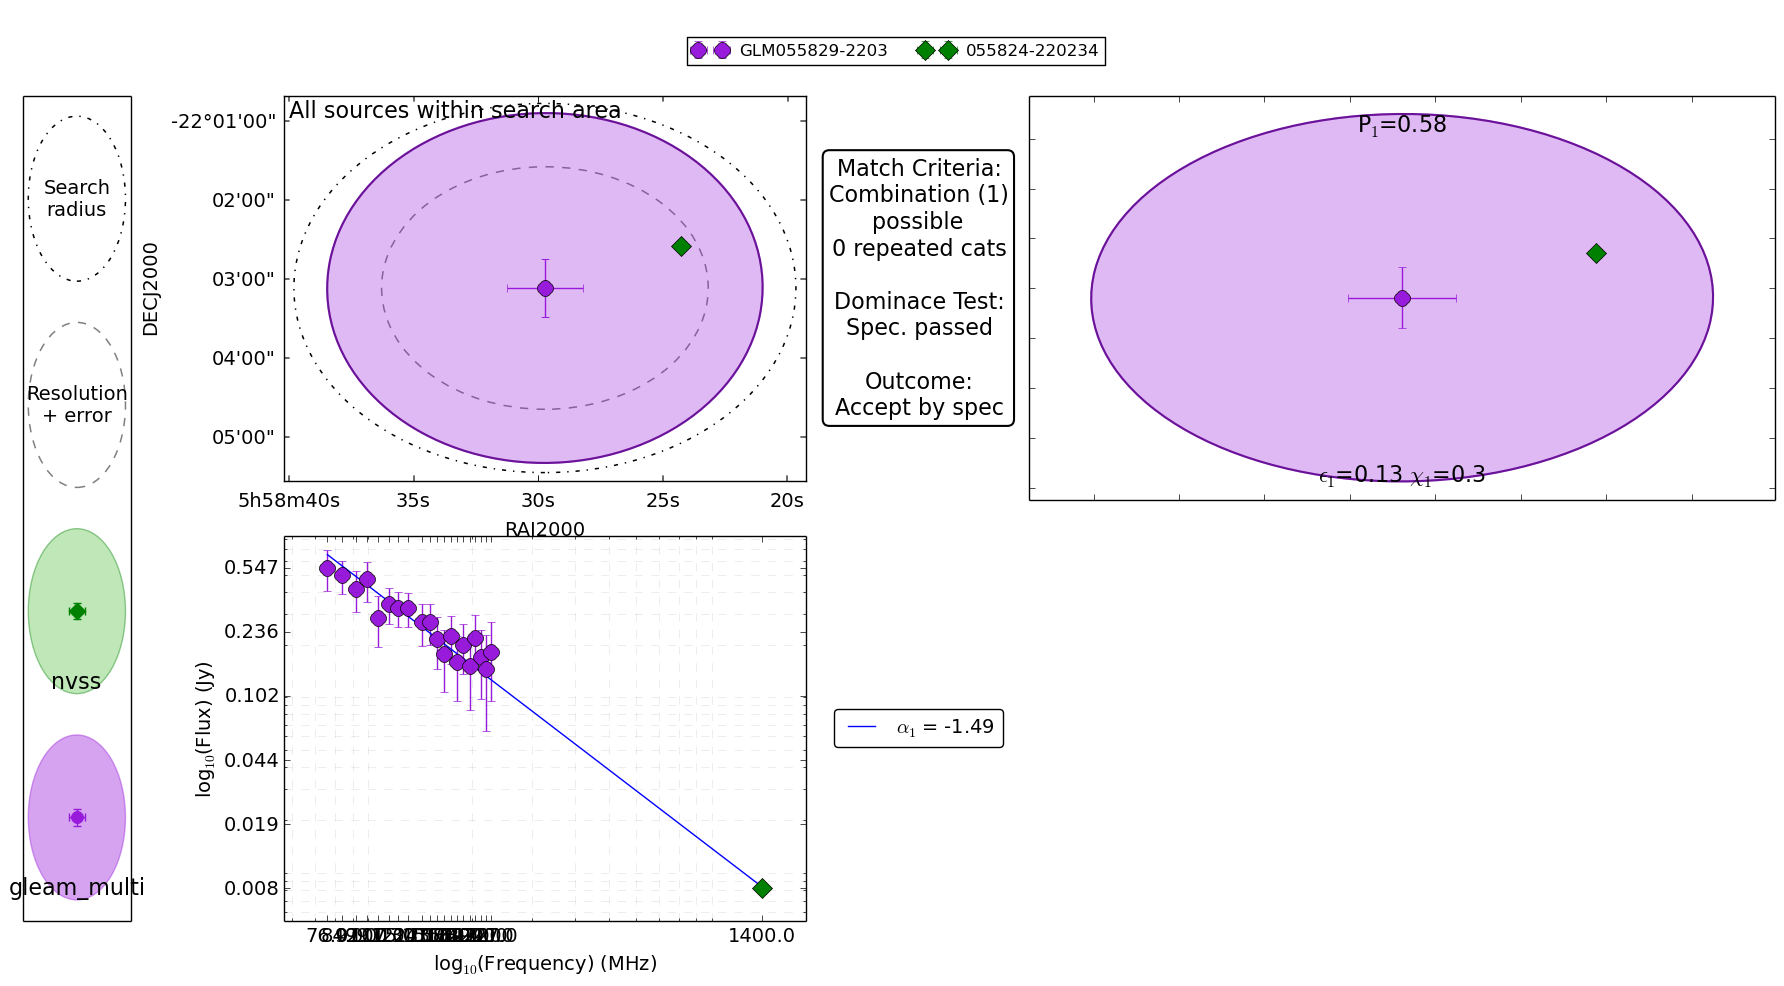 GLM055829-2203 055824-220234
Search
radius
Resolution
+ error
nvss
gleam_multi
All sources within search area
DECJ2000
-22°01'00"
02'00"
03'00"
04'00"
05'00"
5h58m40s 35s 30s 25s 20s
RAJ2000
Match Criteria:
Combination (1)
possible
0 repeated cats
Dominace Test:
Spec. passed
Outcome:
Accept by spec
P₁=0.58
ϵ₁=0.13 χ₁=0.3
log₁₀(Flux) (Jy)
0.547
0.236
0.102
0.044
0.019
0.008
1400.0
log₁₀(Frequency) (MHz)
α₁ = -1.49